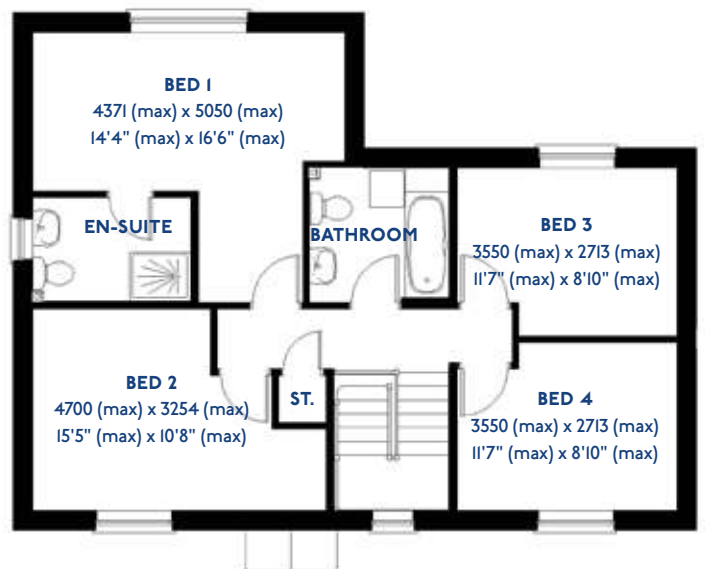 BED 1
4371 (max) x 5050 (max)
14'4" (max) x 16'6" (max)
EN-SUITE
BATHROOM
BED 3
3550 (max) x 2713 (max)
11'7" (max) x 8'10" (max)
BED 2
4700 (max) x 3254 (max)
15'5" (max) x 10'8" (max)
ST.
BED 4
3550 (max) x 2713 (max)
11'7" (max) x 8'10" (max)